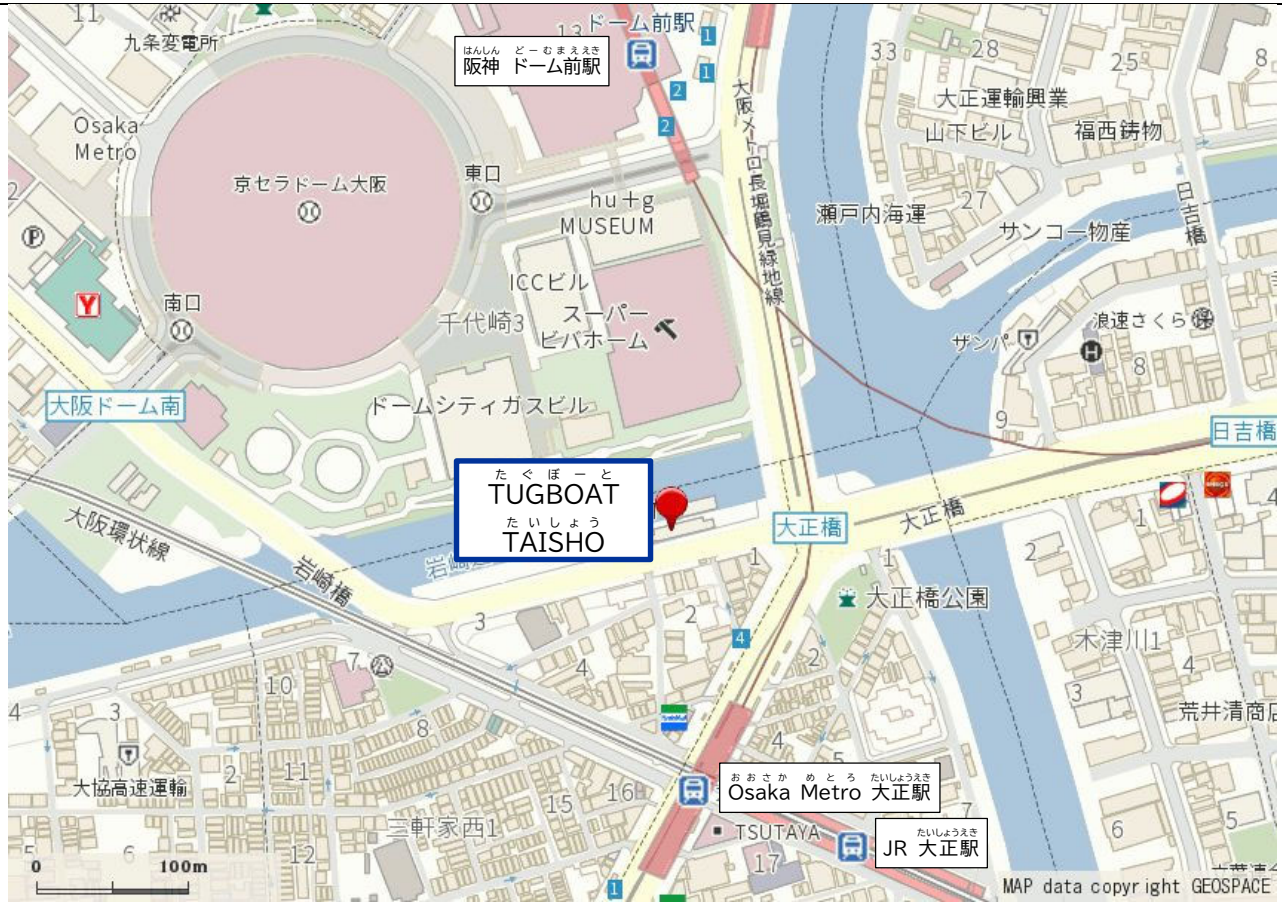 11
九条変電所
13
ドーム前駅
はんしん どーむまええき
阪神 ドーム前駅
1
1
2
2
33
28
25
8
大正運輸興業
山下ビル
福西鋳物
Osaka
Metro
大阪メトロ長堀鶴見緑地線
日吉橋
京セラドーム大阪
東口
hu+g
MUSEUM
瀬戸内海運
27
サンコー物産
P
Y
南口
ICCビル
千代崎3
スーパー
ビバホーム
ザンパ
浪速さくら
H
8
大阪ドーム南
ドームシティガスビル
9
日吉橋
たぐぼーと
TUGBOAT
たいしょう
TAISHO
大正橋
大正橋
1
4
大阪環状線
岩崎橋
岩崎
1
1
2
大正橋公園
3
2
4
木津川1
7
4
2
4
3
10
4
3
8
荒井清商店
大協高速運輸
2
11
4
5
おおさか めとろ たいしょうえき
Osaka Metro 大正駅
7
15
16
三軒家西1
TSUTAYA
たいしょうえき
JR 大正駅
6
5
5
6
12
17
1
0
100m
MAP data copyright GEOSPACE